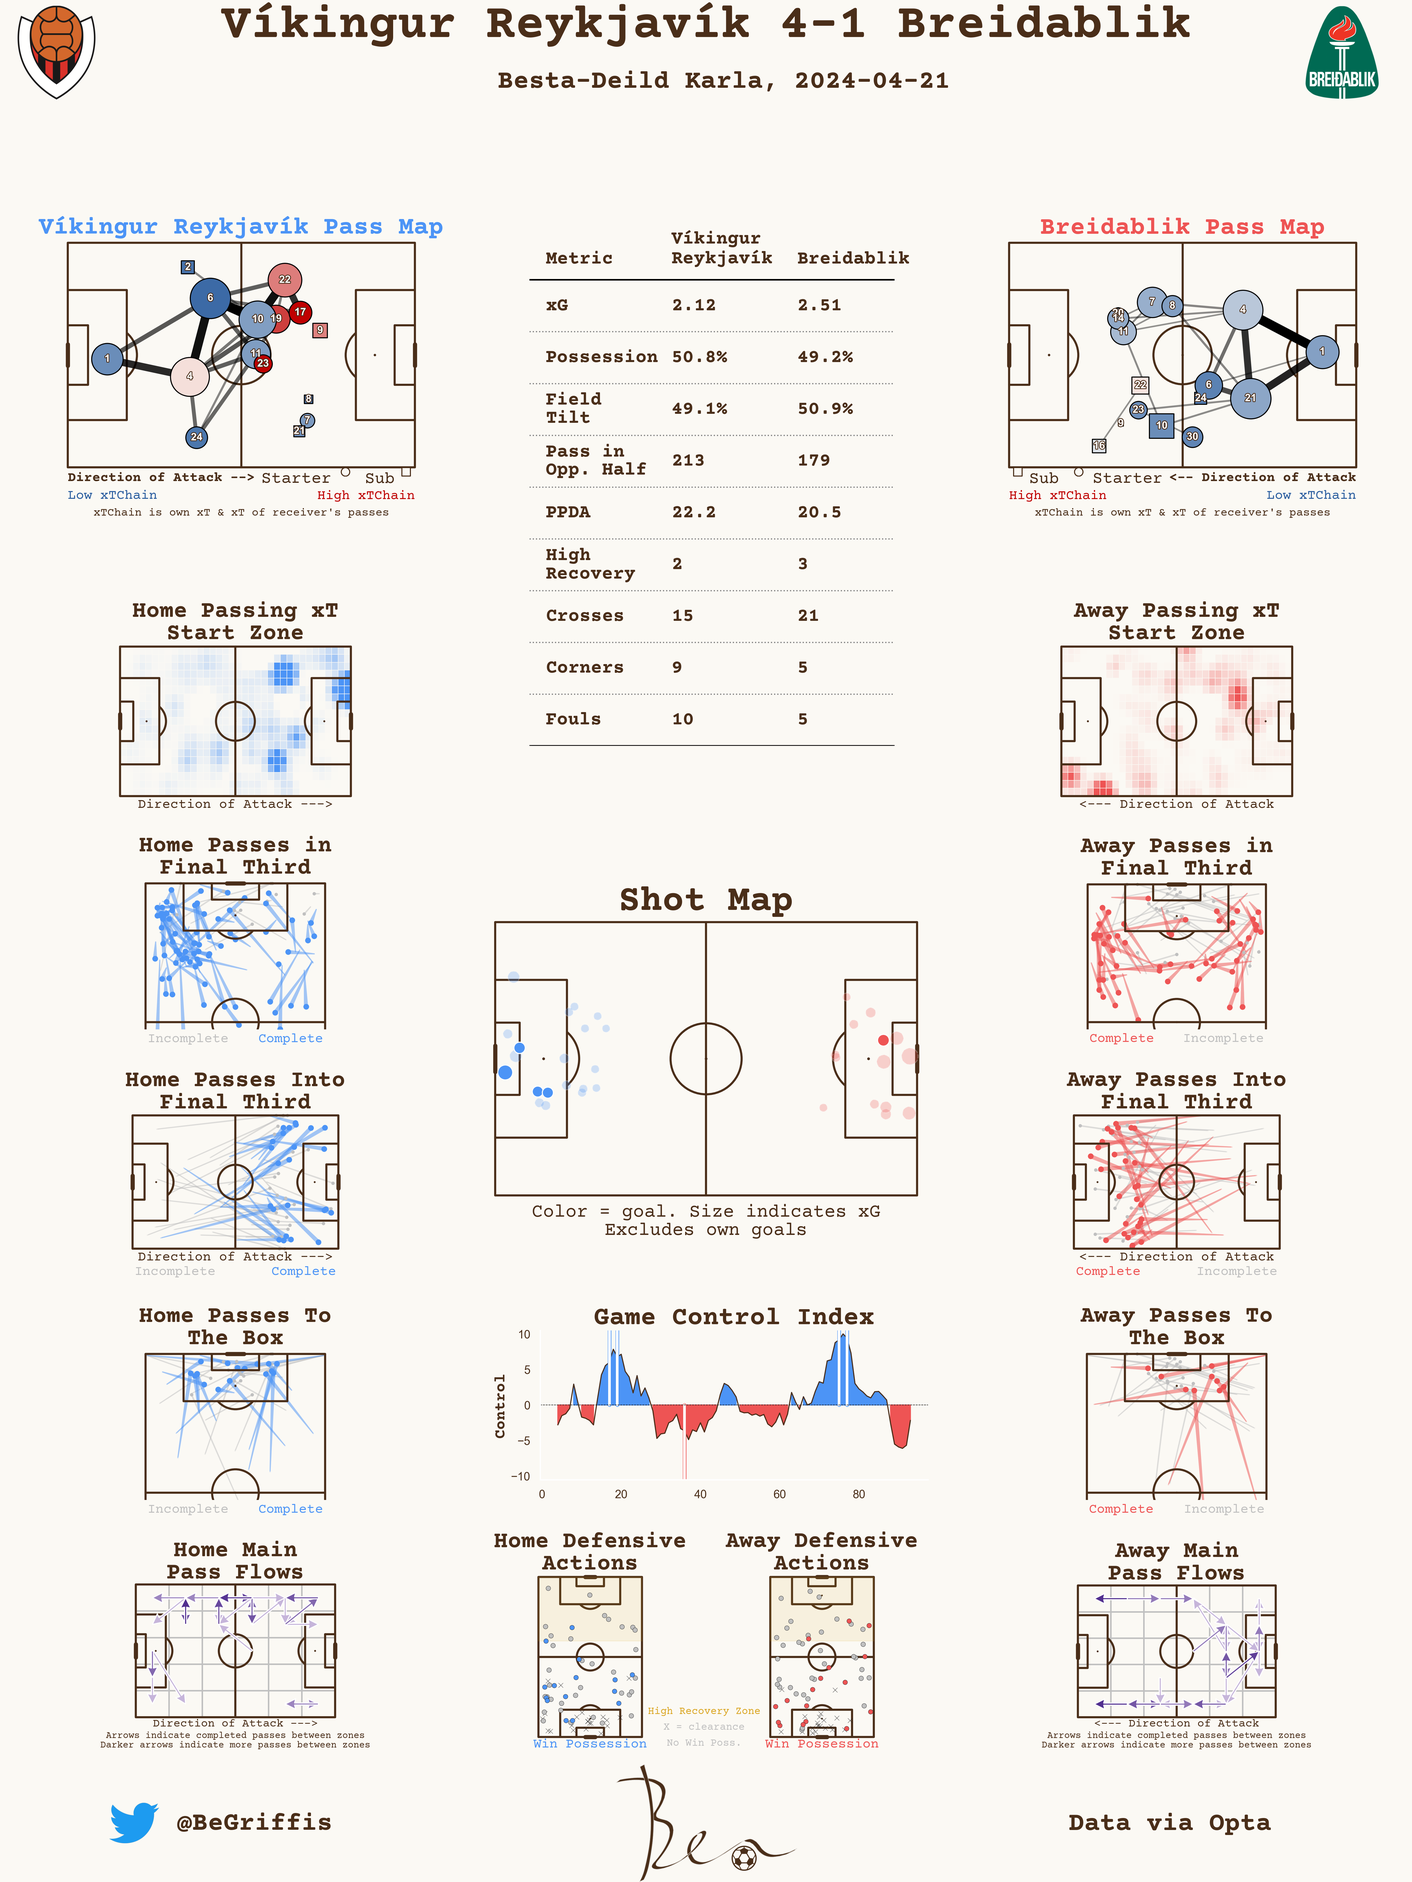 Víkingur Reykjavík 4-1 Breidablik
Besta-Deild Karla, 2024-04-21
BREIÐABLIK
Víkingur Reykjavík Pass Map
2
22
6
10
19
17
9
1
11
23
4
8
7
21
24
Direction of Attack --> Starter Sub
Low xTChain High xTChain
xTChain is own xT & xT of receiver's passes
Metric Víkingur Reykjavík Breidablik
xG 2.12 2.51
Possession 50.8% 49.2%
Field Tilt 49.1% 50.9%
Pass in Opp. Half 213 179
PPDA 22.2 20.5
High Recovery 2 3
Crosses 15 21
Corners 9 5
Fouls 10 5
Breidablik Pass Map
7
8
4
14
11
1
22
6
24
21
23
9
10
30
16
Sub Starter <-- Direction of Attack
High xTChain Low xTChain
xTChain is own xT & xT of receiver's passes
Home Passing xT
Start Zone
Direction of Attack --->
Away Passing xT
Start Zone
<--- Direction of Attack
Home Passes in
Final Third
Incomplete Complete
Away Passes in
Final Third
Complete Incomplete
Shot Map
Color = goal. Size indicates xG
Excludes own goals
Home Passes Into
Final Third
Direction of Attack --->
Incomplete Complete
Away Passes Into
Final Third
<--- Direction of Attack
Complete Incomplete
Home Passes To
The Box
Incomplete Complete
Game Control Index
Control
10
5
0
−5
−10
0 20 40 60 80
Away Passes To
The Box
Complete Incomplete
Home Main
Pass Flows
Direction of Attack --->
Arrows indicate completed passes between zones
Darker arrows indicate more passes between zones
Home Defensive
Actions
Win Possession
High Recovery Zone
X = clearance
No Win Poss.
Away Defensive
Actions
Win Possession
Away Main
Pass Flows
<--- Direction of Attack
Arrows indicate completed passes between zones
Darker arrows indicate more passes between zones
@BeGriffis
Ben
Data via Opta